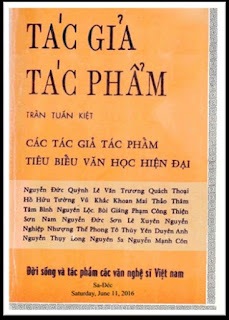 TÁC GIẢ
TÁC PHẨM
TRẦN TUẤN KIỆT
CÁC TÁC GIẢ TÁC PHẨM
TIÊU BIỂU VĂN HỌC HIỆN ĐẠI
Nguyễn Đức Quỳnh Lê Văn Trương Quách Thoại
Hồ Hữu Tường Vũ Khắc Khoan Mai Thảo Thâm
Tâm Bình Nguyên Lộc Bùi Giáng Phạm Công Thiện
Sơn Nam Nguyễn Đức Sơn Lê Xuyên Nguyễn
Nghiệp Nhượng Thế Phong Tô Thùy Yên Duyên Anh
Nguyễn Thụy Long Nguyên Sa Nguyễn Mạnh Côn
Đời sống và tác phẩm các văn nghệ sĩ Việt nam
Sa-Déc
Saturday, June 11, 2016